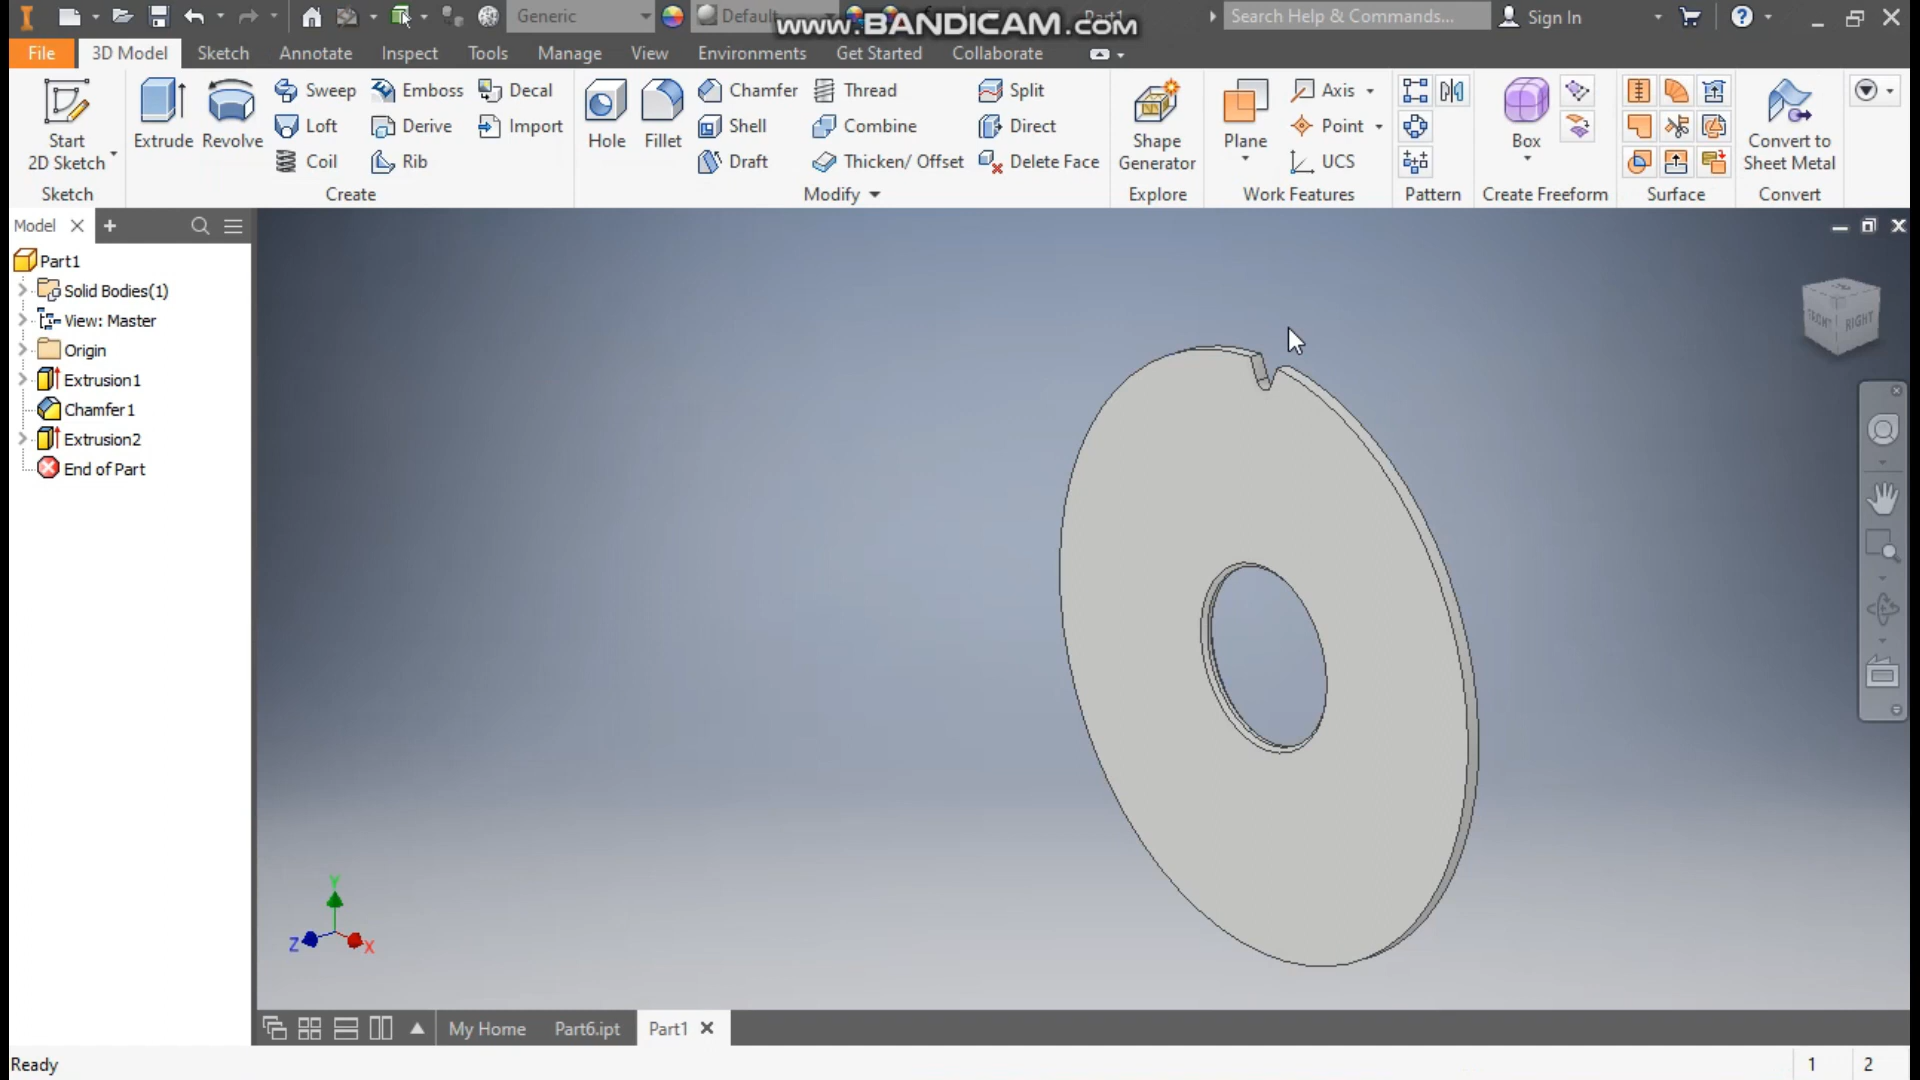 Generic
Default
www.BANDICAM.com
Part1
Search Help & Commands...
Sign In
File
3D Model
Sketch
Annotate
Inspect
Tools
Manage
View
Environments
Get Started
Collaborate
Start
2D Sketch
Extrude
Revolve
Sweep
Loft
Coil
Emboss
Derive
Rib
Decal
Import
Hole
Fillet
Chamfer
Shell
Draft
Thread
Combine
Thicken/ Offset
Split
Direct
Delete Face
Shape
Generator
Plane
Axis
Point
UCS
Box
Convert to
Sheet Metal
Sketch
Create
Modify
Explore
Work Features
Pattern
Create Freeform
Surface
Convert
Model
Part1
Solid Bodies(1)
View: Master
Origin
Extrusion1
Chamfer1
Extrusion2
End of Part
FRONT
RIGHT
Y
Z
X
My Home
Part6.ipt
Part1
Ready
1
2